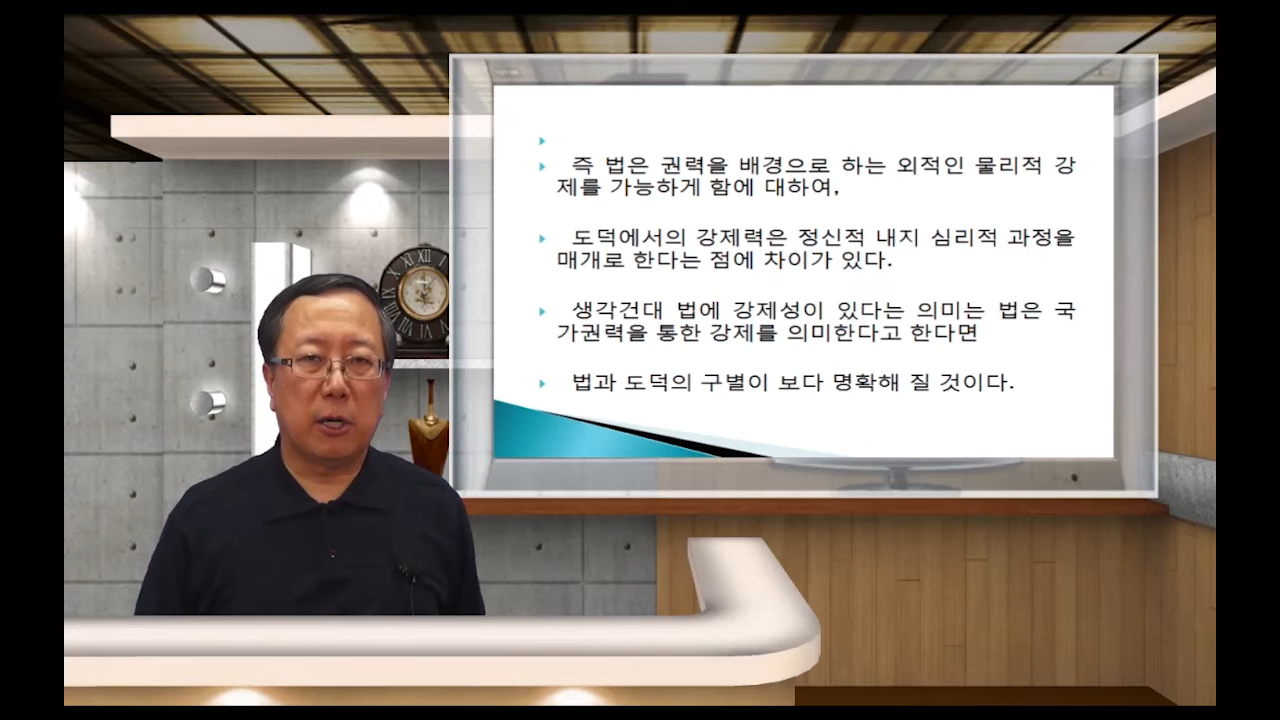 즉 법은 권력을 배경으로 하는 외적인 물리적 강
제를 가능하게 함에 대하여,
도덕에서의 강제력은 정신적 내지 심리적 과정을
매개로 한다는 점에 차이가 있다.
생각건대 법에 강제성이 있다는 의미는 법은 국
가권력을 통한 강제를 의미한다고 한다면
법과 도덕의 구별이 보다 명확해 질 것이다.